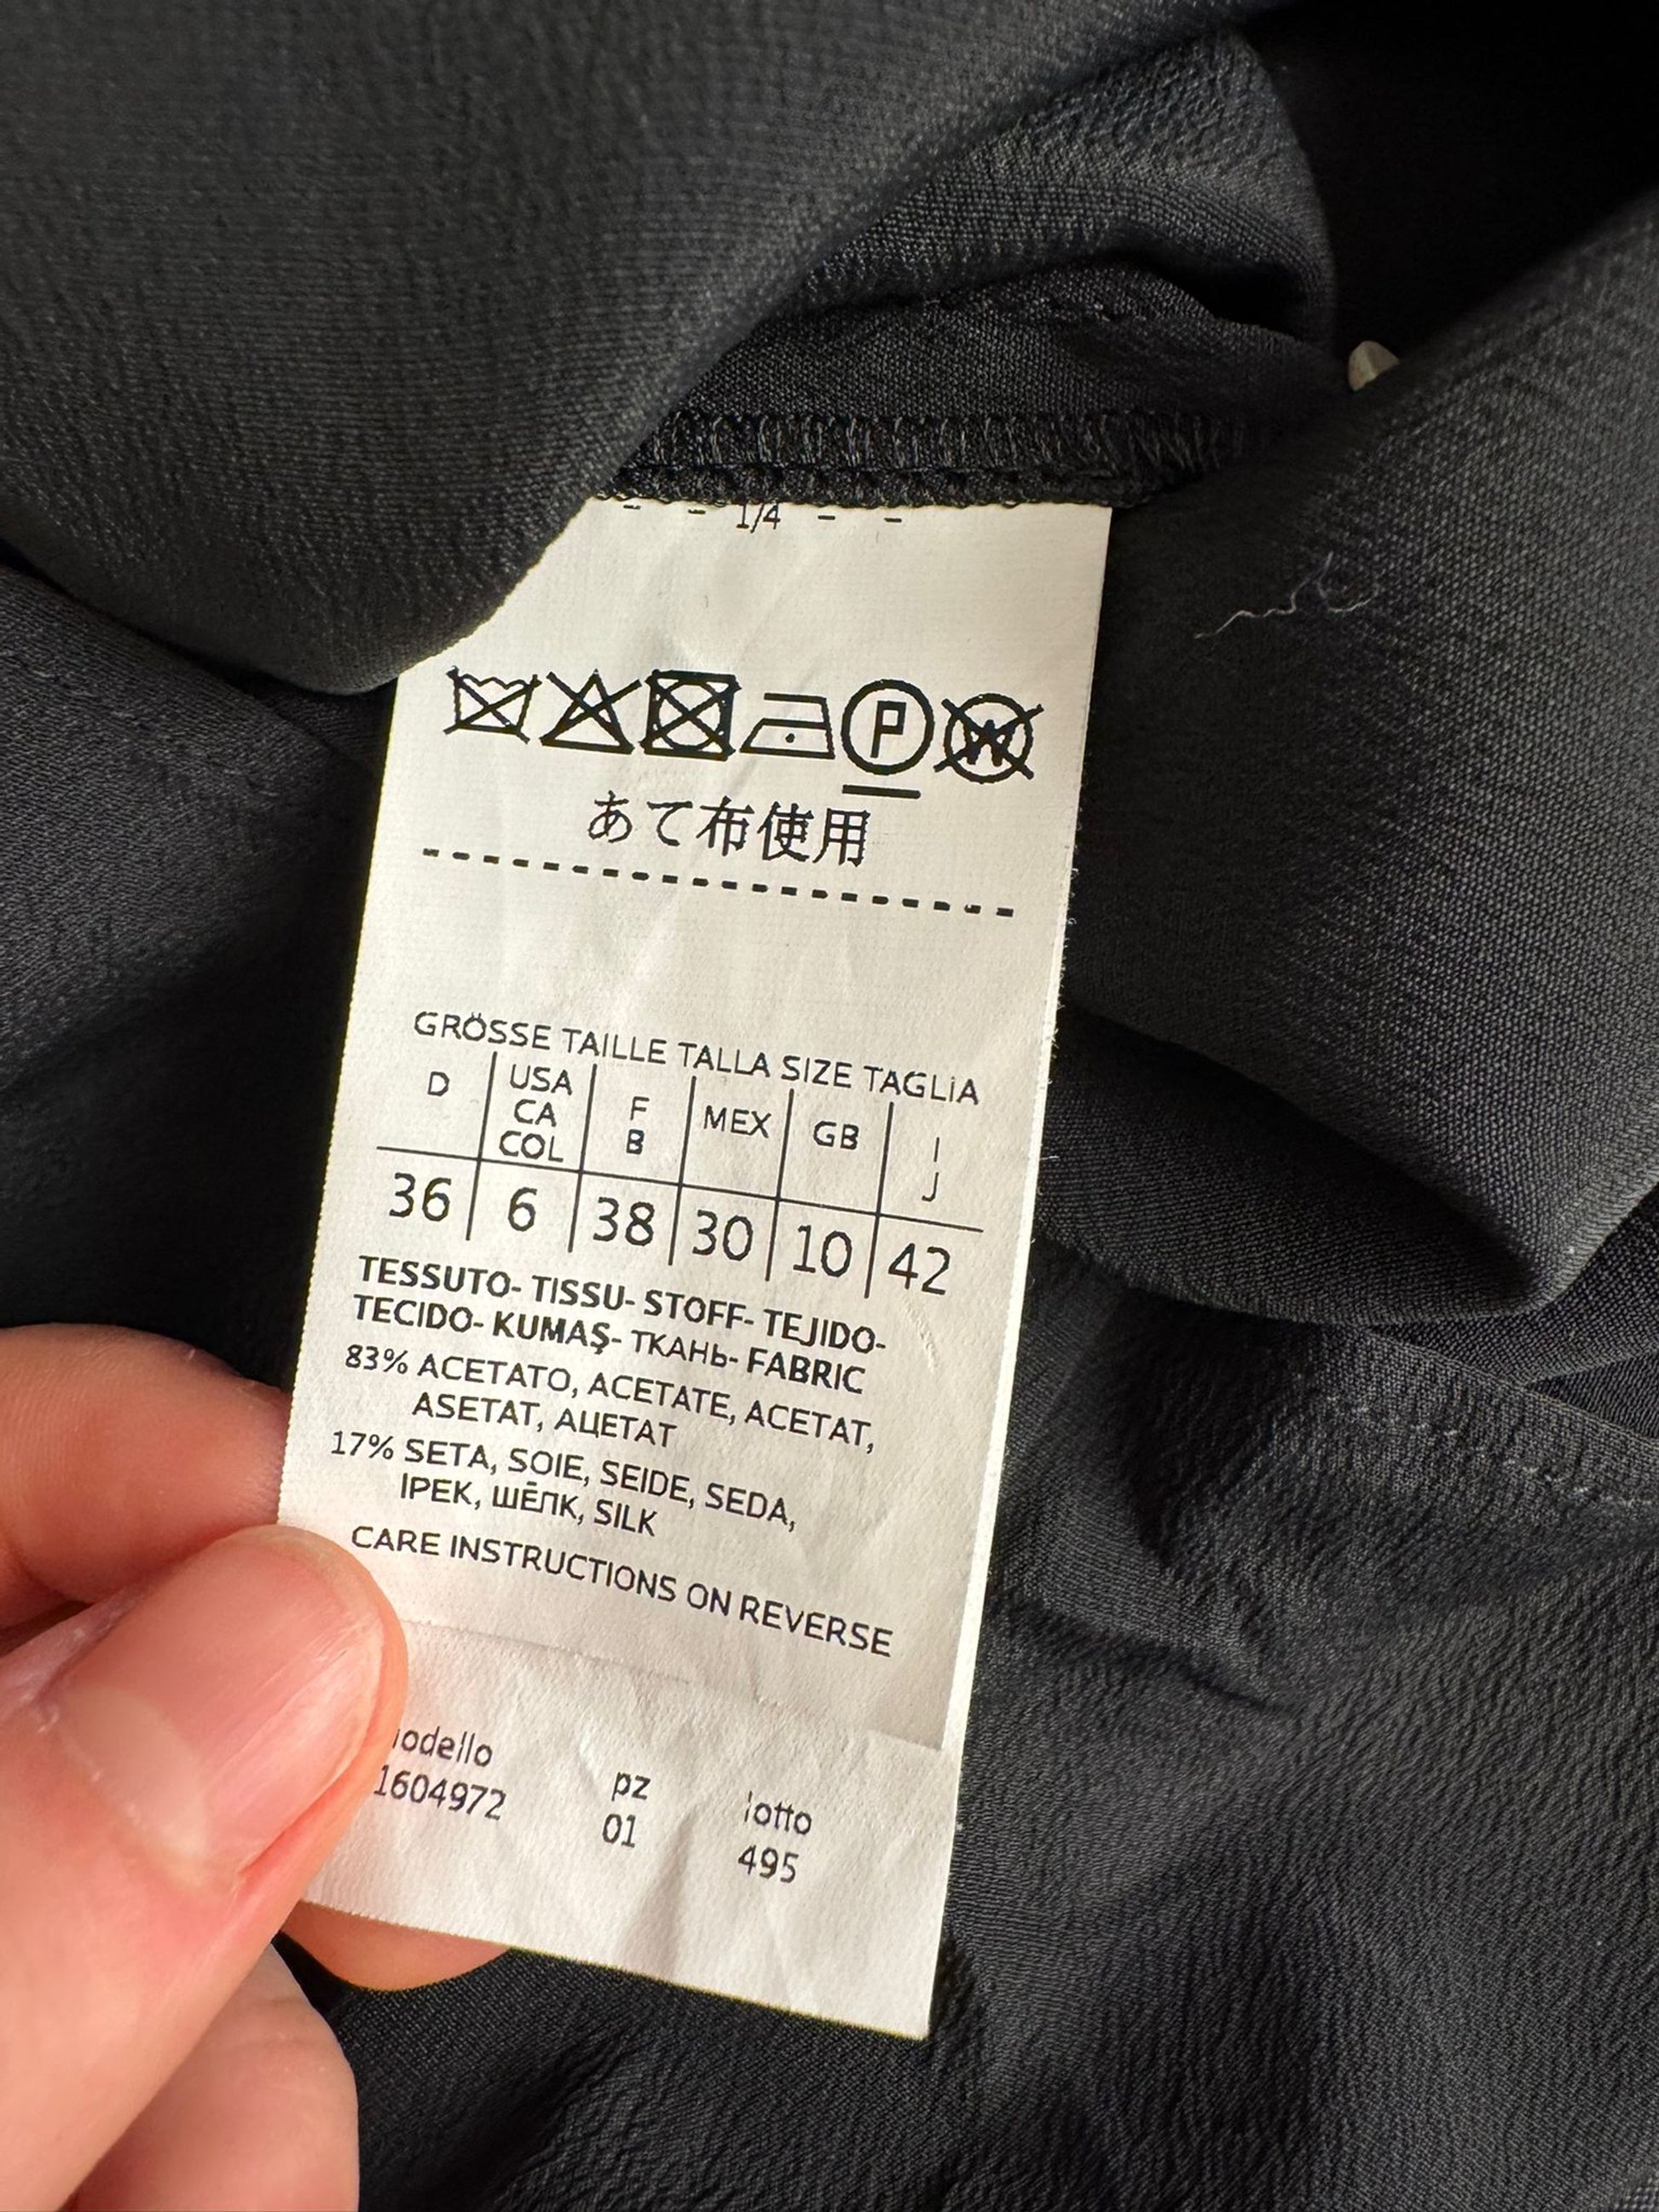 - - 1/4 - -
P W
あて布使用
GRÖSSE TAILLE TALLA SIZE TAGLiA
D USA CA COL F B MEX GB I J
36 6 38 30 10 42
TESSUTO- TISSU- STOFF- TEJIDO-
TECIDO- KUMAŞ- ТКАНЬ- FABRIC
83% ACETATO, ACETATE, ACETAT,
ASETAT, АЦЕТАТ
17% SETA, SOIE, SEIDE, SEDA,
IPEK, ШЁЛК, SILK
CARE INSTRUCTIONS ON REVERSE
pz lotto
1604972 01 495